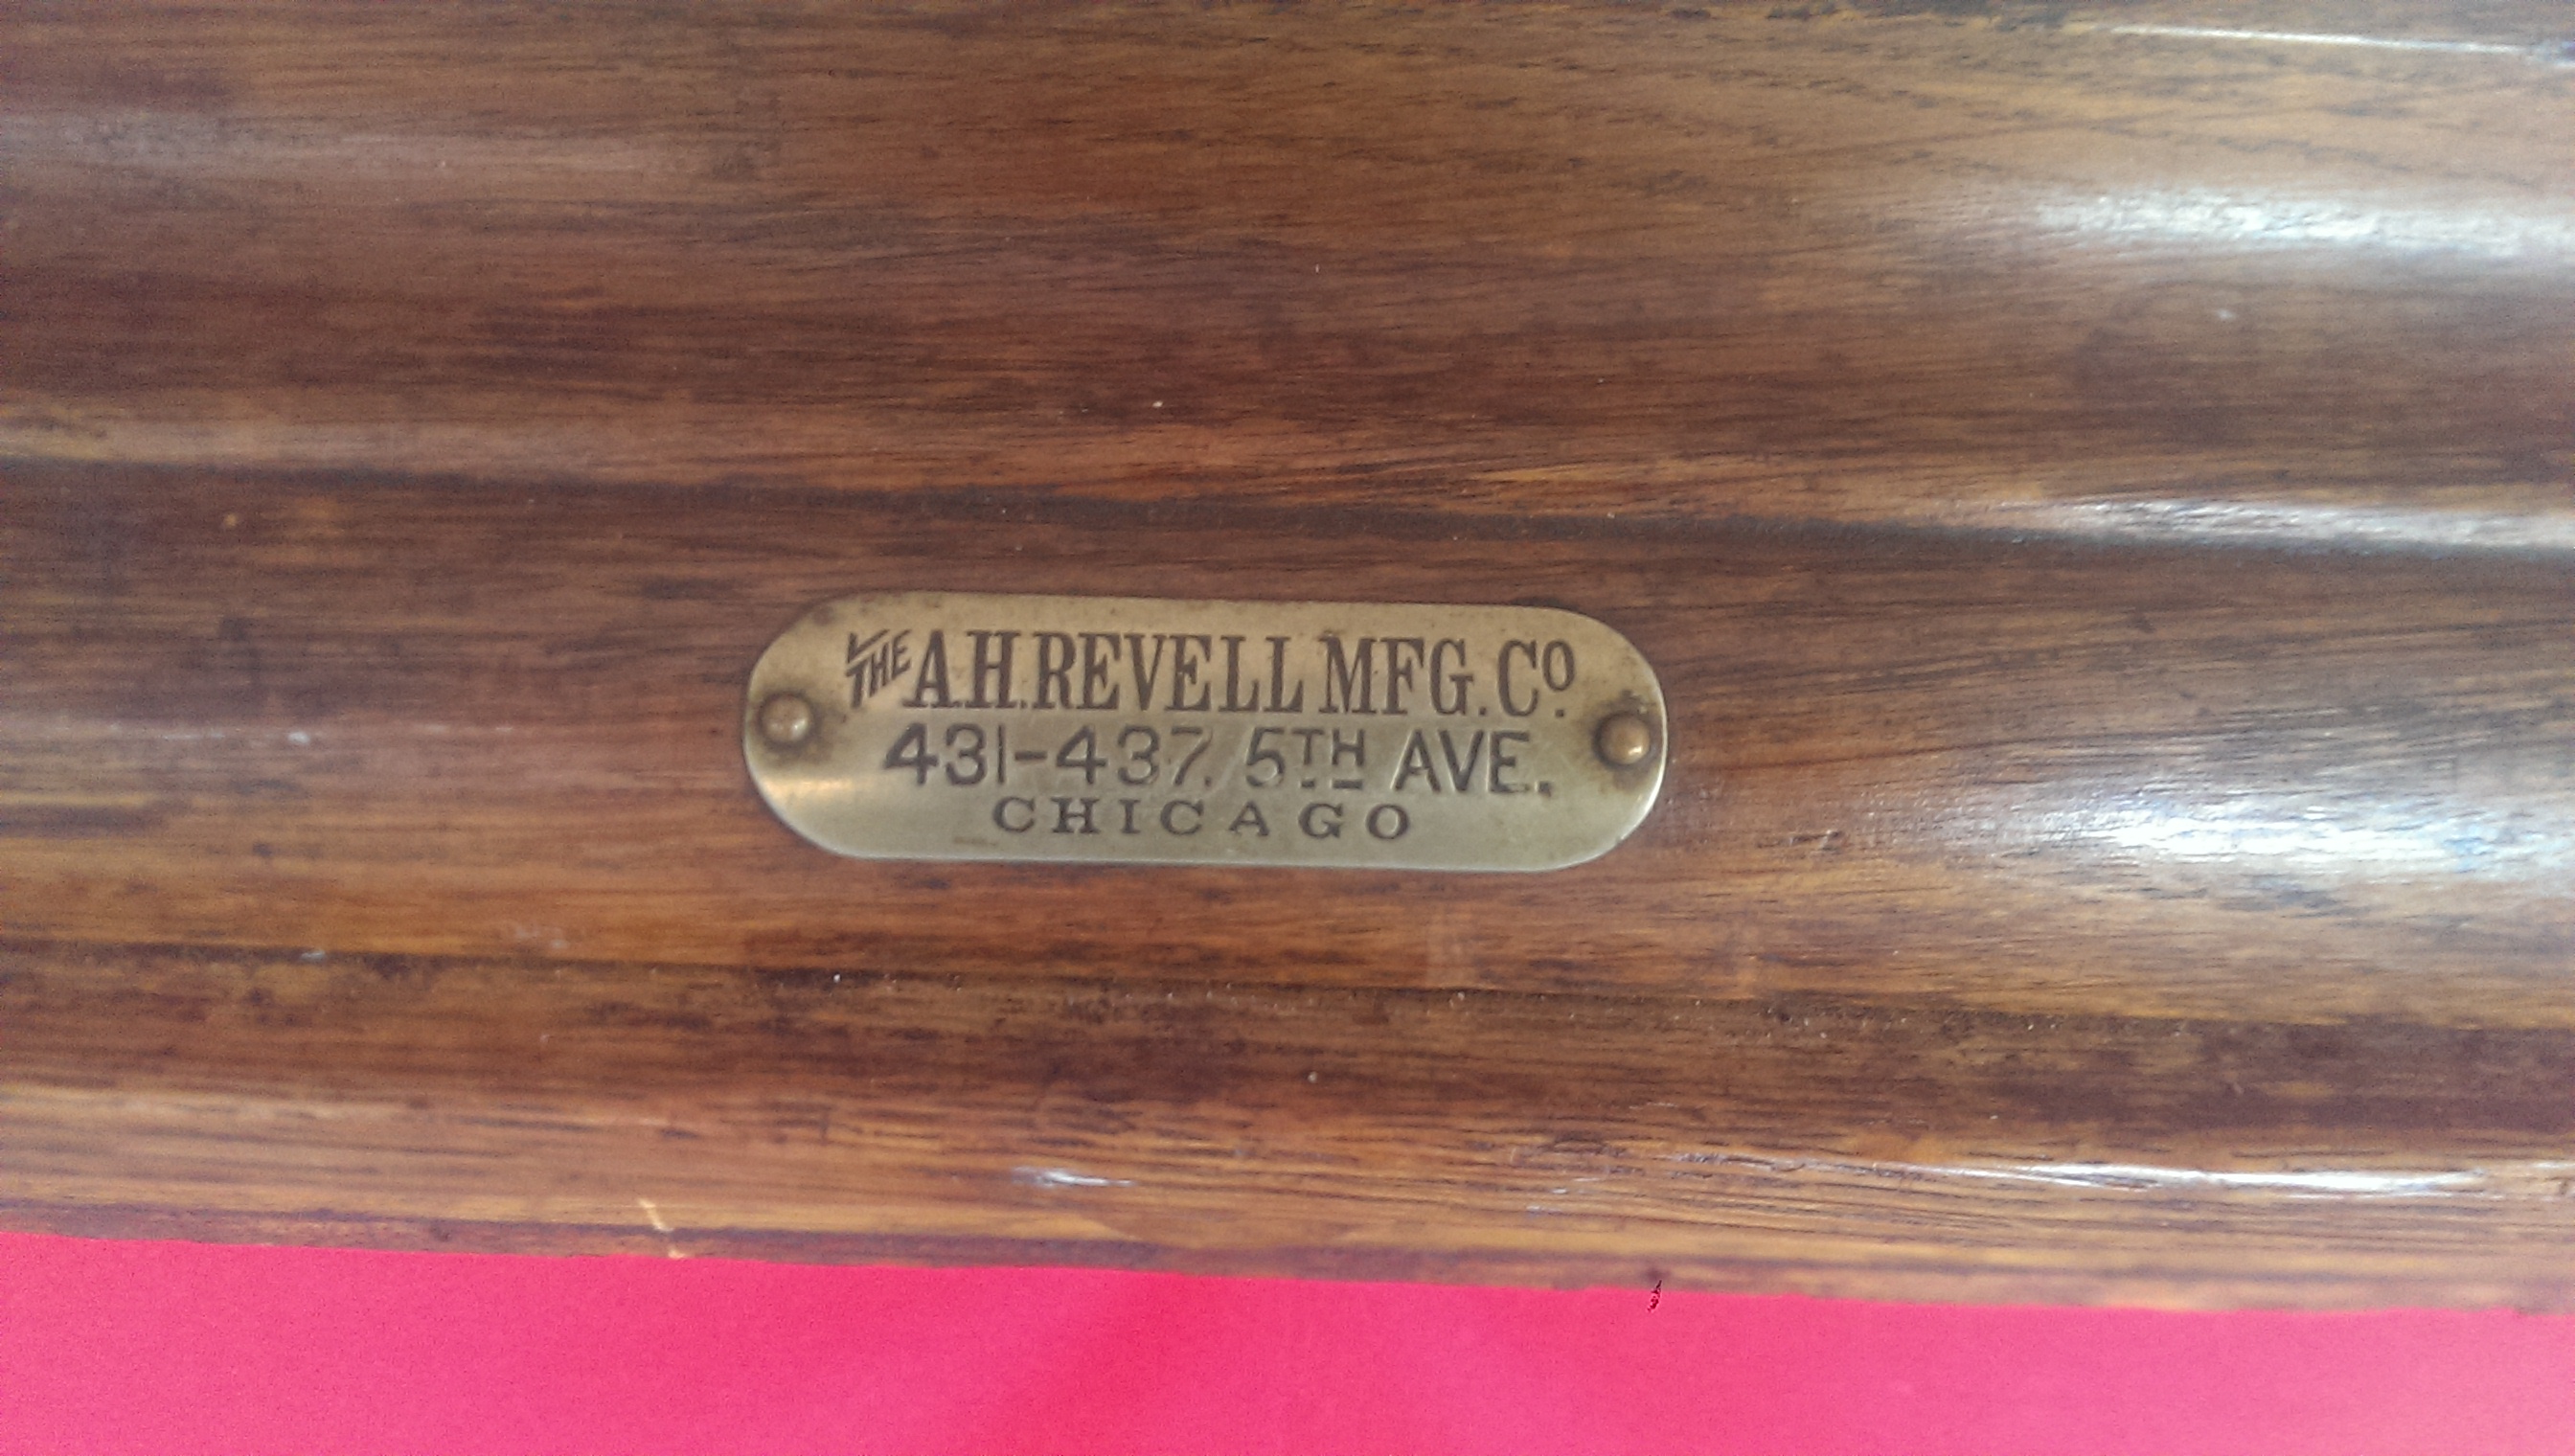 THE A.H. REVELL MFG. CO.
431-437. 5TH AVE.
CHICAGO